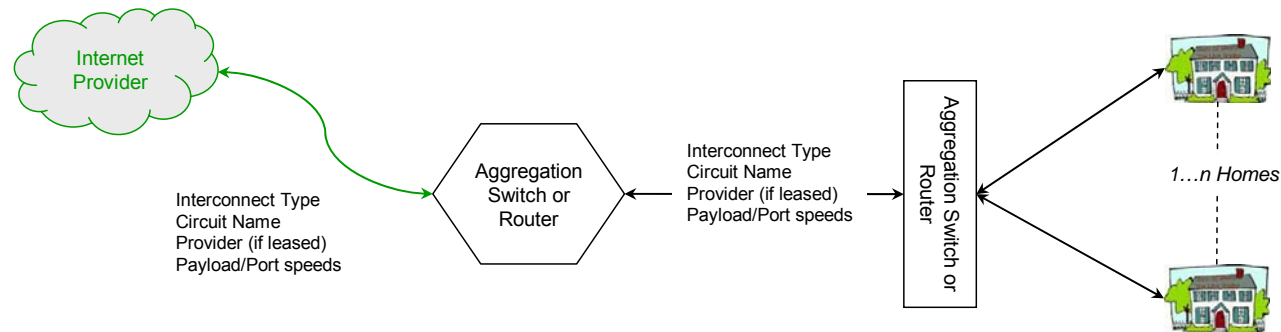 Internet
Provider
Interconnect Type
Circuit Name
Provider (if leased)
Payload/Port speeds
Aggregation
Switch or
Router
Interconnect Type
Circuit Name
Provider (if leased)
Payload/Port speeds
Aggregation Switch or
Router
1…n Homes